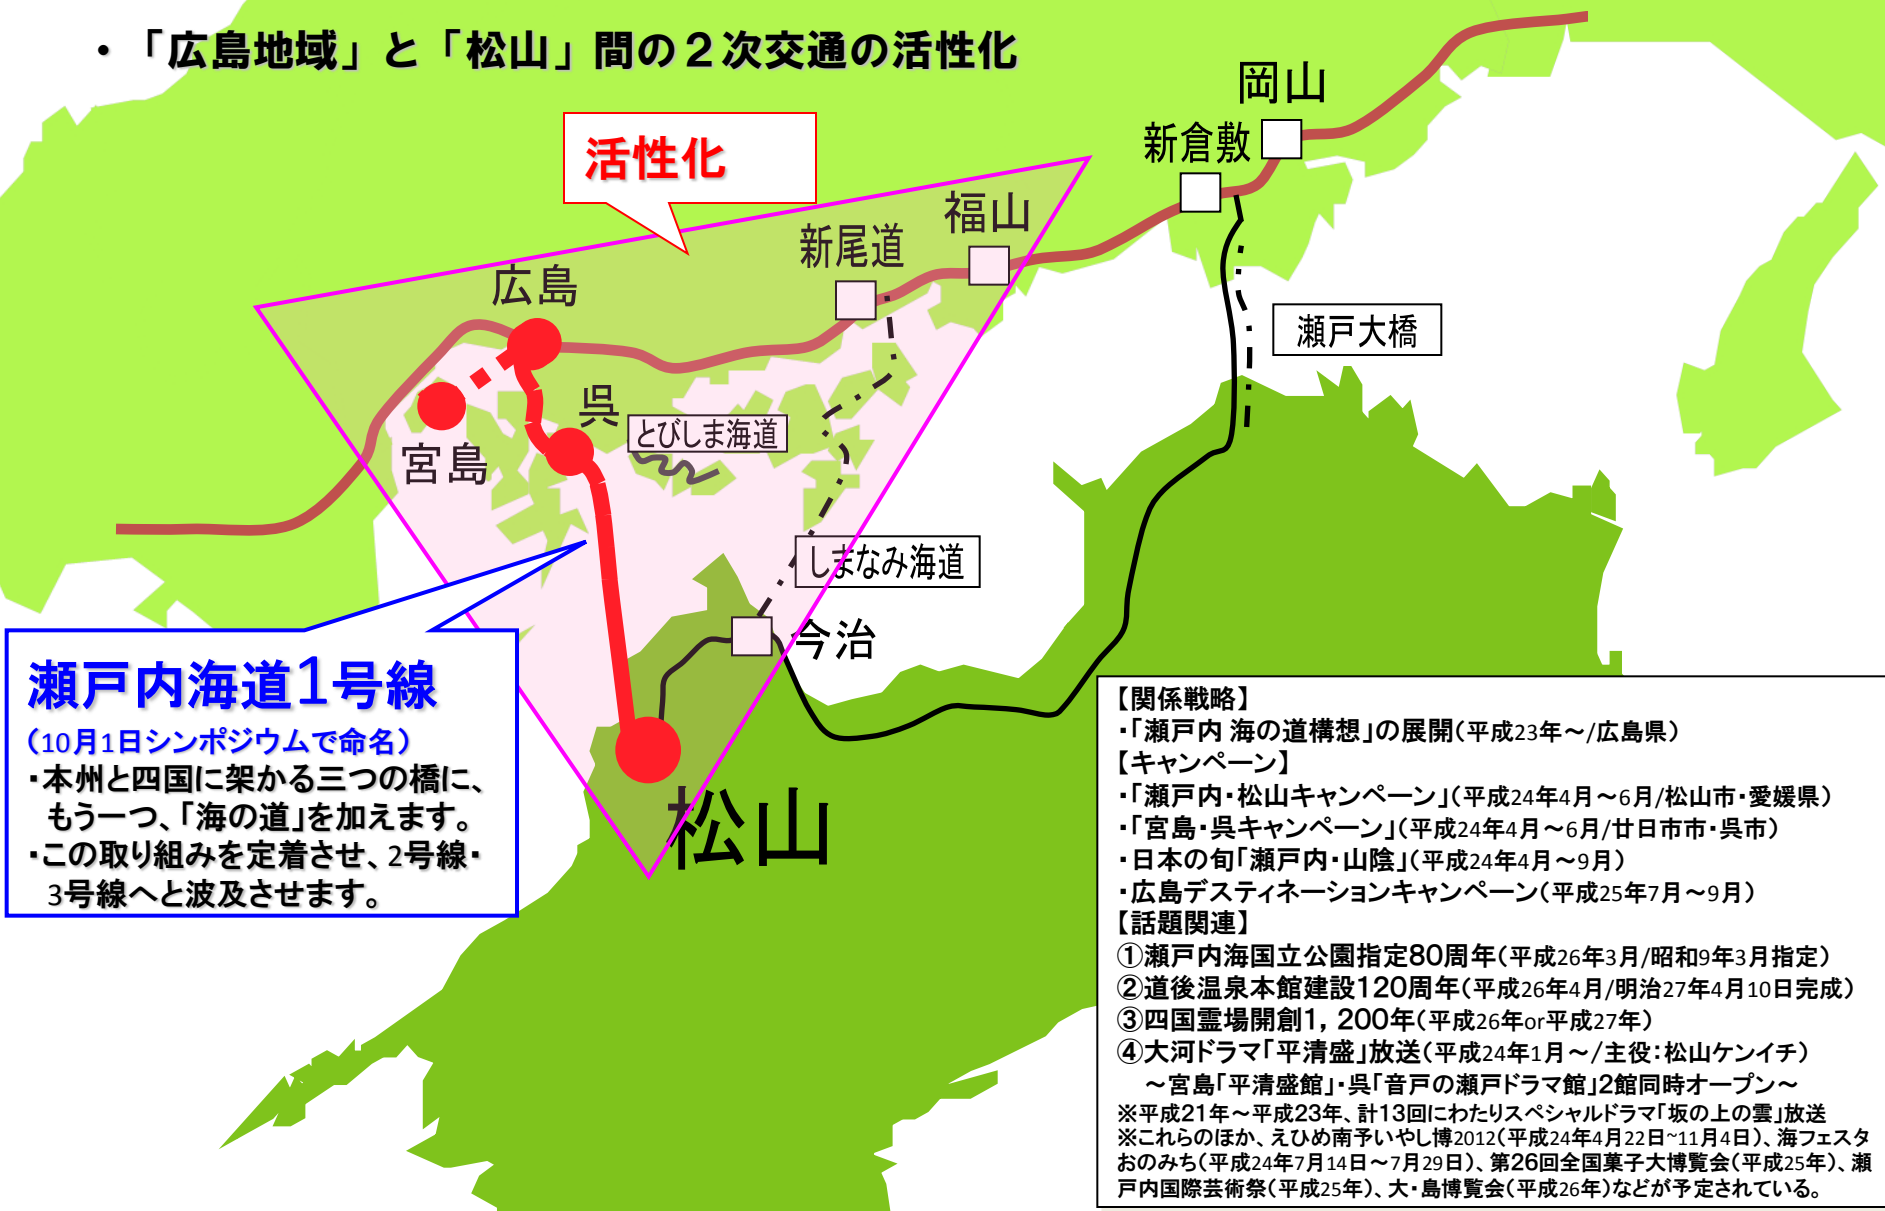 ・「広島地域」と「松山」間の２次交通の活性化
岡山
新倉敷
活性化
福山
新尾道
広島
瀬戸大橋
呉
とびしま海道
宮島
しまなみ海道
今治
松山
瀬戸内海道1号線
（10月1日シンポジウムで命名）
・本州と四国に架かる三つの橋に、
もう一つ、「海の道」を加えます。
・この取り組みを定着させ、2号線・
3号線へと波及させます。
【関係戦略】
・「瀬戸内 海の道構想」の展開（平成23年～/広島県）
【キャンペーン】
・「瀬戸内・松山キャンペーン」（平成24年4月～6月/松山市・愛媛県）
・「宮島・呉キャンペーン」（平成24年4月～6月/廿日市市・呉市）
・日本の旬「瀬戸内・山陰」（平成24年4月～9月）
・広島デスティネーションキャンペーン（平成25年7月～9月）
【話題関連】
①瀬戸内海国立公園指定80周年（平成26年3月/昭和9年3月指定）
②道後温泉本館建設120周年（平成26年4月/明治27年4月10日完成）
③四国霊場開創1，200年（平成26年or平成27年）
④大河ドラマ「平清盛」放送（平成24年1月～/主役：松山ケンイチ）
～宮島「平清盛館」・呉「音戸の瀬戸ドラマ館」2館同時オープン～
※平成21年～平成23年、計13回にわたりスペシャルドラマ「坂の上の雲」放送
※これらのほか、えひめ南予いやし博2012（平成24年4月22日~11月4日）、海フェスタ
おのみち（平成24年7月14日～7月29日）、第26回全国菓子大博覧会（平成25年）、瀬
戸内国際芸術祭（平成25年）、大・島博覧会（平成26年）などが予定されている。